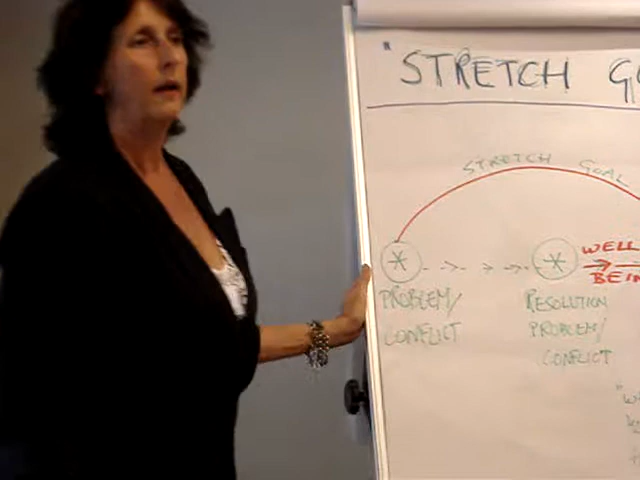 "STRETCH G
STRETCH GOAL
WELL
BEIN
PROBLEM/
CONFLICT
RESOLUTION
PROBLEM/
CONFLICT